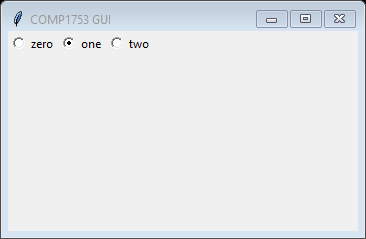 COMP1753 GUI
zero one two